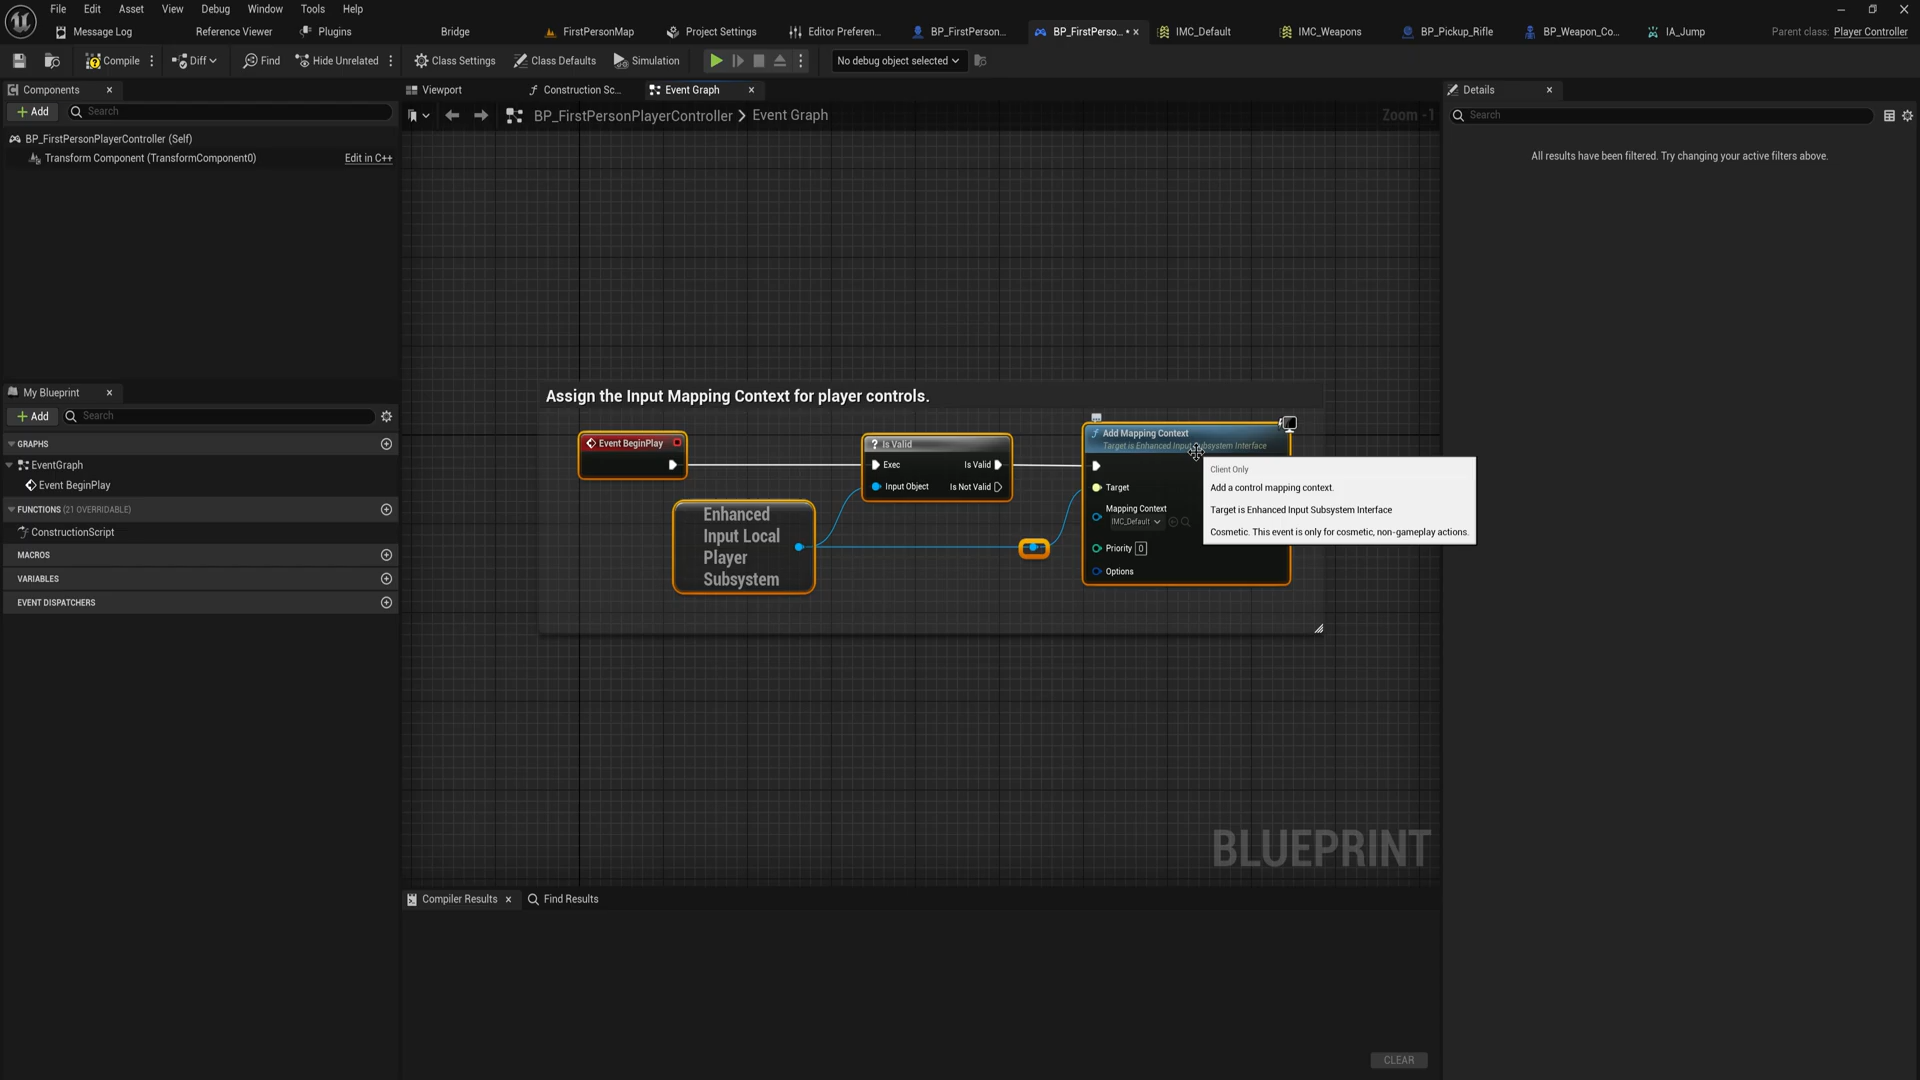 File Edit Asset View Debug Window Tools Help
Message Log Reference Viewer Plugins Bridge FirstPersonMap Project Settings Editor Preferen... BP_FirstPerson... BP_FirstPerso... • IMC_Default IMC_Weapons BP_Pickup_Rifle BP_Weapon_Co... IA_Jump Parent class: Player Controller
Compile Diff Find Hide Unrelated Class Settings Class Defaults Simulation No debug object selected
Components
Add Search
BP_FirstPersonPlayerController (Self)
Transform Component (TransformComponent0) Edit in C++
My Blueprint
Add Search
GRAPHS
EventGraph
Event BeginPlay
FUNCTIONS (21 OVERRIDABLE)
ConstructionScript
MACROS
VARIABLES
EVENT DISPATCHERS
Viewport Construction Sc... Event Graph
BP_FirstPersonPlayerController > Event Graph Zoom -1
Assign the Input Mapping Context for player controls.
Event BeginPlay
Enhanced
Input Local
Player
Subsystem
? Is Valid
Exec Is Valid
Input Object Is Not Valid
f Add Mapping Context
Target is Enhanced Input Subsystem Interface
Target
Mapping Context
IMC_Default
Priority 0
Options
Client Only
Add a control mapping context.
Target is Enhanced Input Subsystem Interface
Cosmetic. This event is only for cosmetic, non-gameplay actions.
BLUEPRINT
Compiler Results Find Results
CLEAR
Details
Search
All results have been filtered. Try changing your active filters above.